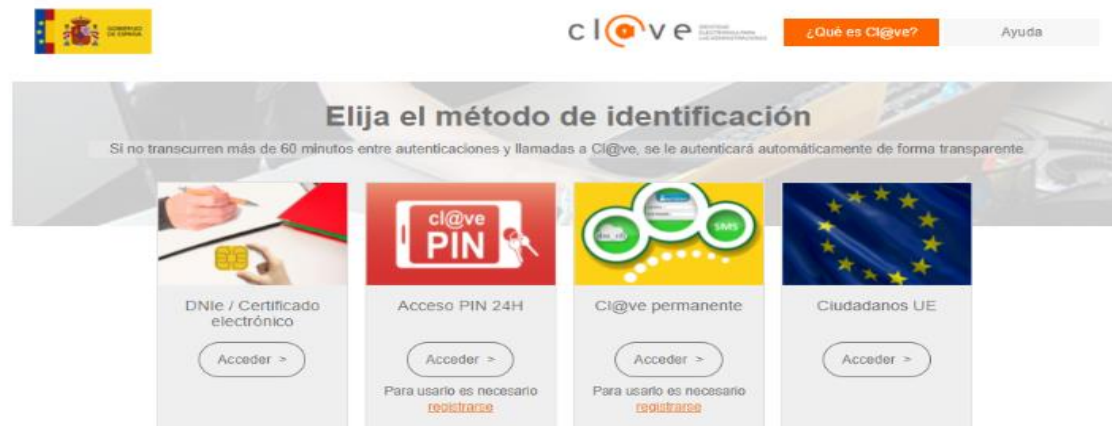 GOBIERNO
DE ESPAÑA
cl@ve
¿Qué es Cl@ve?
Ayuda
Elija el método de identificación
Si no transcurren más de 60 minutos entre autenticaciones y llamadas a Cl@ve, se le autenticará automáticamente de forma transparente.
cl@ve
PIN
SMS
DNIe / Certificado
electrónico
Acceso PIN 24H
Cl@ve permanente
Ciudadanos UE
Acceder >
Acceder >
Acceder >
Acceder >
Para usarlo es necesario
registrarse
Para usarlo es necesario
registrarse